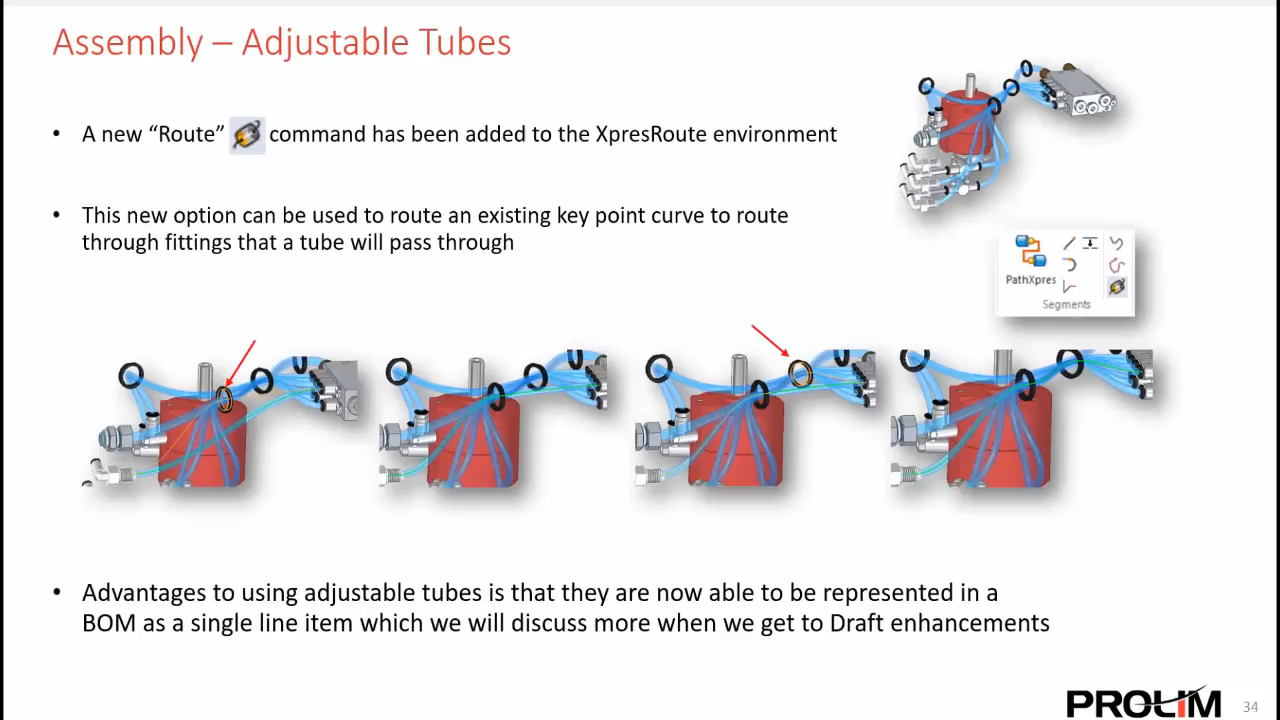 Assembly – Adjustable Tubes
• A new “Route” command has been added to the XpresRoute environment
• This new option can be used to route an existing key point curve to route
through fittings that a tube will pass through
PathXpres
Segments
• Advantages to using adjustable tubes is that they are now able to be represented in a
BOM as a single line item which we will discuss more when we get to Draft enhancements
PROLIM
34